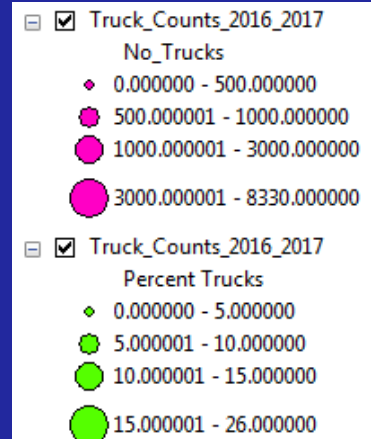 Truck_Counts_2016_2017
No_Trucks
0.000000 - 500.000000
500.000001 - 1000.000000
1000.000001 - 3000.000000
3000.000001 - 8330.000000
Truck_Counts_2016_2017
Percent Trucks
0.000000 - 5.000000
5.000001 - 10.000000
10.000001 - 15.000000
15.000001 - 26.000000